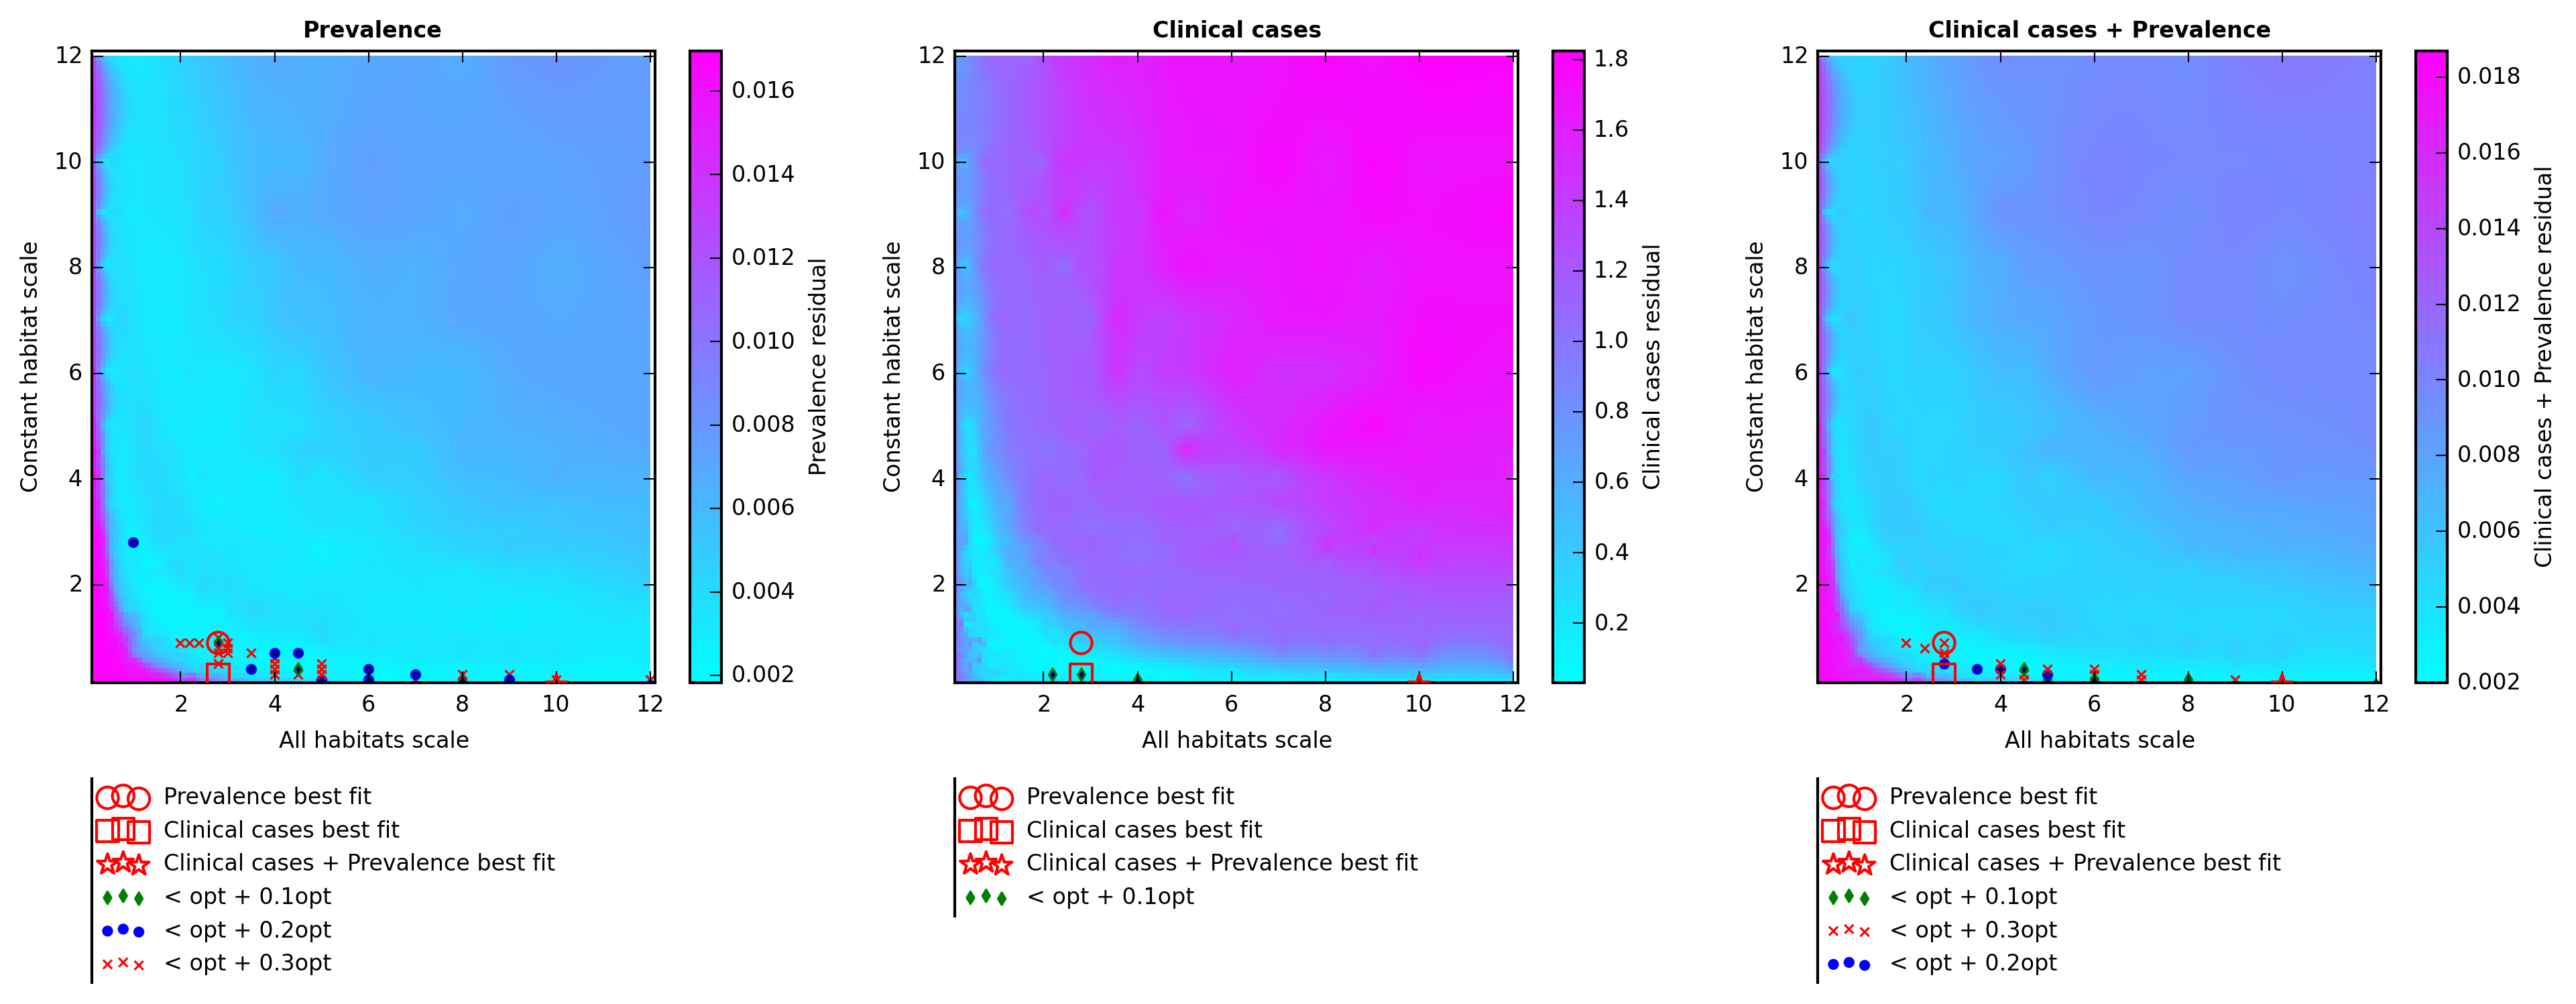 Prevalence
12
10
8
6
4
2
Constant habitat scale
2 4 6 8 10 12
All habitats scale
0.016
0.014
0.012
0.010
0.008
0.006
0.004
0.002
Prevalence residual
Prevalence best fit
Clinical cases best fit
Clinical cases + Prevalence best fit
< opt + 0.1opt
< opt + 0.2opt
< opt + 0.3opt
Clinical cases
12
10
8
6
4
2
Constant habitat scale
2 4 6 8 10 12
All habitats scale
1.8
1.6
1.4
1.2
1.0
0.8
0.6
0.4
0.2
Clinical cases residual
Prevalence best fit
Clinical cases best fit
Clinical cases + Prevalence best fit
< opt + 0.1opt
Clinical cases + Prevalence
12
10
8
6
4
2
Constant habitat scale
2 4 6 8 10 12
All habitats scale
0.018
0.016
0.014
0.012
0.010
0.008
0.006
0.004
0.002
Clinical cases + Prevalence residual
Prevalence best fit
Clinical cases best fit
Clinical cases + Prevalence best fit
< opt + 0.1opt
< opt + 0.3opt
< opt + 0.2opt